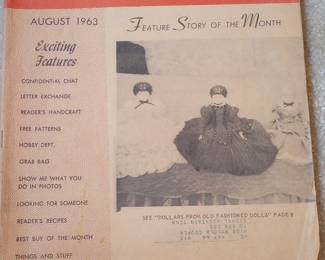 AUGUST 1963
FEATURE STORY OF THE MONTH
Exciting
Features
CONFIDENTIAL CHAT
LETTER EXCHANGE
READER'S HANDCRAFT
FREE PATTERNS
HOBBY DEPT.
GRAB BAG
SHOW ME WHAT YOU
DO IN PHOTOS
LOOKING FOR SOMEONE
READER'S RECIPES
BEST BUY OF THE MONTH
THINGS AND STUFF
SEE "DOLLARS FROM OLD FASHIONED DOLLS" PAGE 8